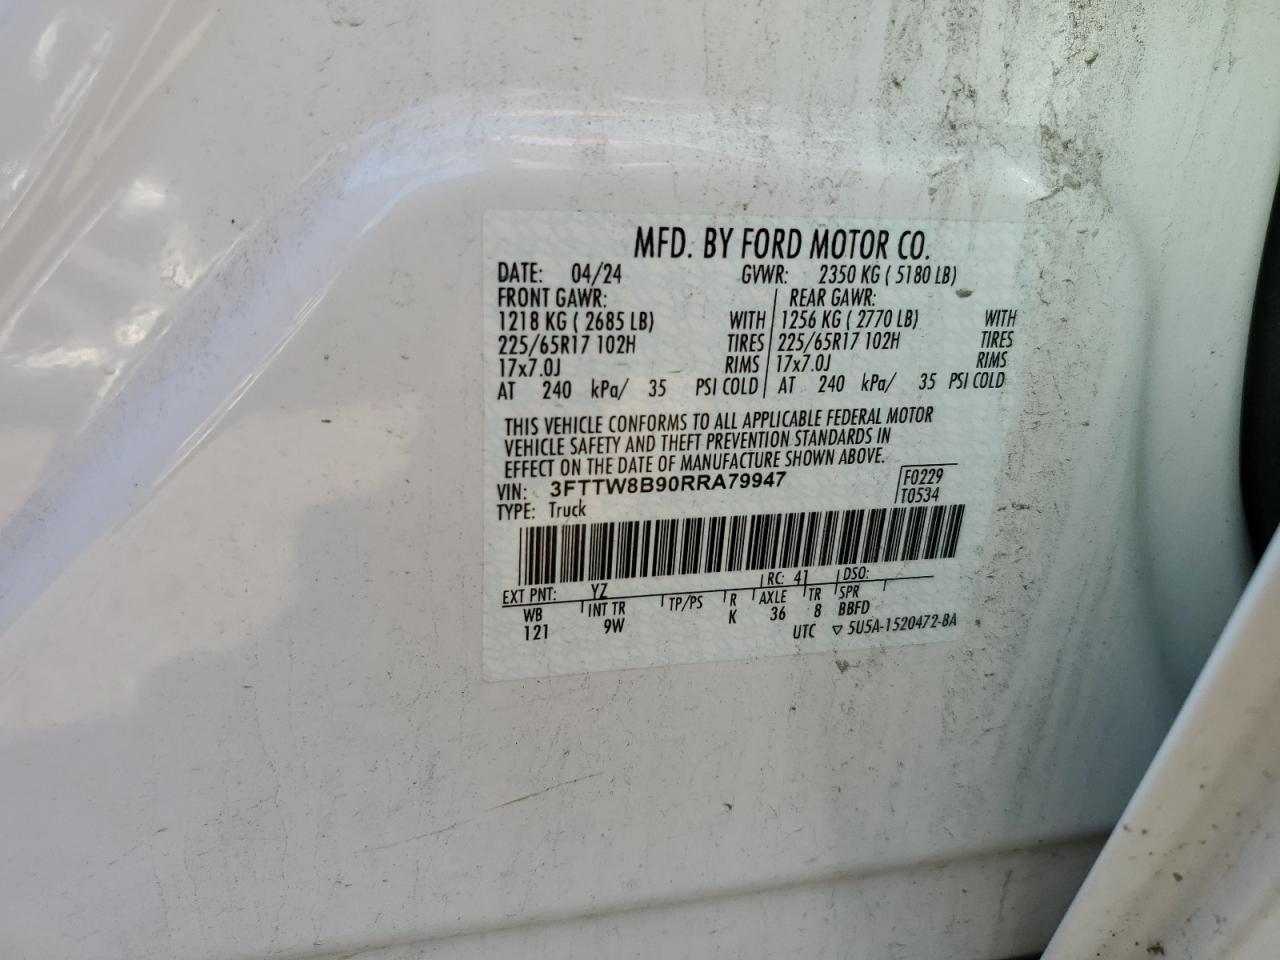 MFD. BY FORD MOTOR CO.
DATE: 04/24 GVWR: 2350 KG ( 5180 LB)
FRONT GAWR: REAR GAWR:
1218 KG ( 2685 LB) WITH 1256 KG ( 2770 LB) WITH
225/65R17 102H TIRES 225/65R17 102H TIRES
17x7.0J RIMS 17x7.0J RIMS
AT 240 kPa/ 35 PSI COLD AT 240 kPa/ 35 PSI COLD
THIS VEHICLE CONFORMS TO ALL APPLICABLE FEDERAL MOTOR
VEHICLE SAFETY AND THEFT PREVENTION STANDARDS IN
EFFECT ON THE DATE OF MANUFACTURE SHOWN ABOVE.
VIN: 3FTTW8B90RRA79947 F0229
TYPE: Truck T0534
EXT PNT: YZ RC: 41 DSO:
WB INT TR TP/PS R AXLE TR SPR
121 9W K 36 8 BBFD
UTC ▽ 5U5A-1520472-BA